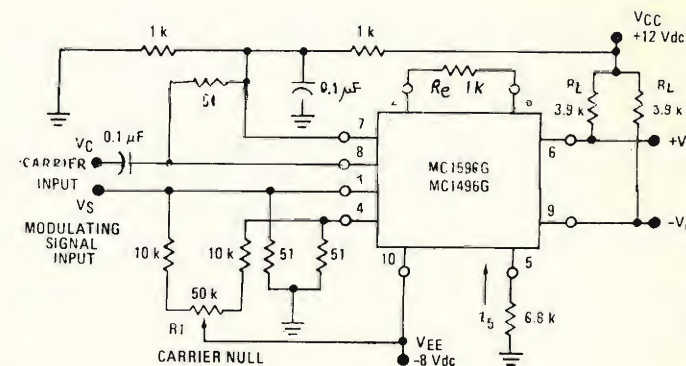 1 k
1 k
VCC
+12 Vdc
0.1 µF
Re 1K
RL
3.9 k
RL
3.9 k
51
7
0.1 µF
VC
8
CARRIER
INPUT
6
+V
MC1596G
MC1496G
VS
1
MODULATING
SIGNAL
INPUT
4
9
10 k
10 k
51
51
10
5
50 k
I5
6.8 k
R1
CARRIER NULL
VEE
-8 Vdc